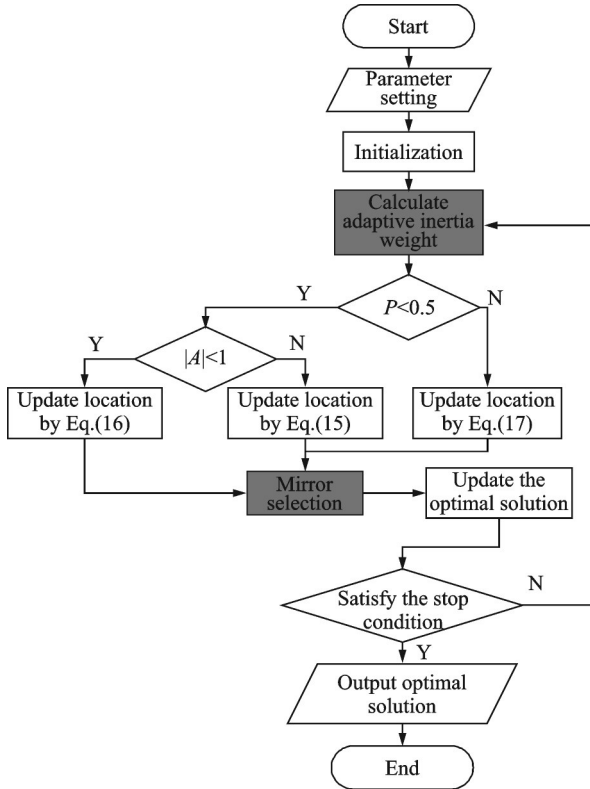 Start
Parameter
setting
Initialization
Calculate
adaptive inertia
weight
Y
P<0.5
N
Y
|A|<1
N
Update location
by Eq.(16)
Update location
by Eq.(15)
Update location
by Eq.(17)
Mirror
selection
Update the
optimal solution
Satisfy the stop
condition
N
Y
Output optimal
solution
End